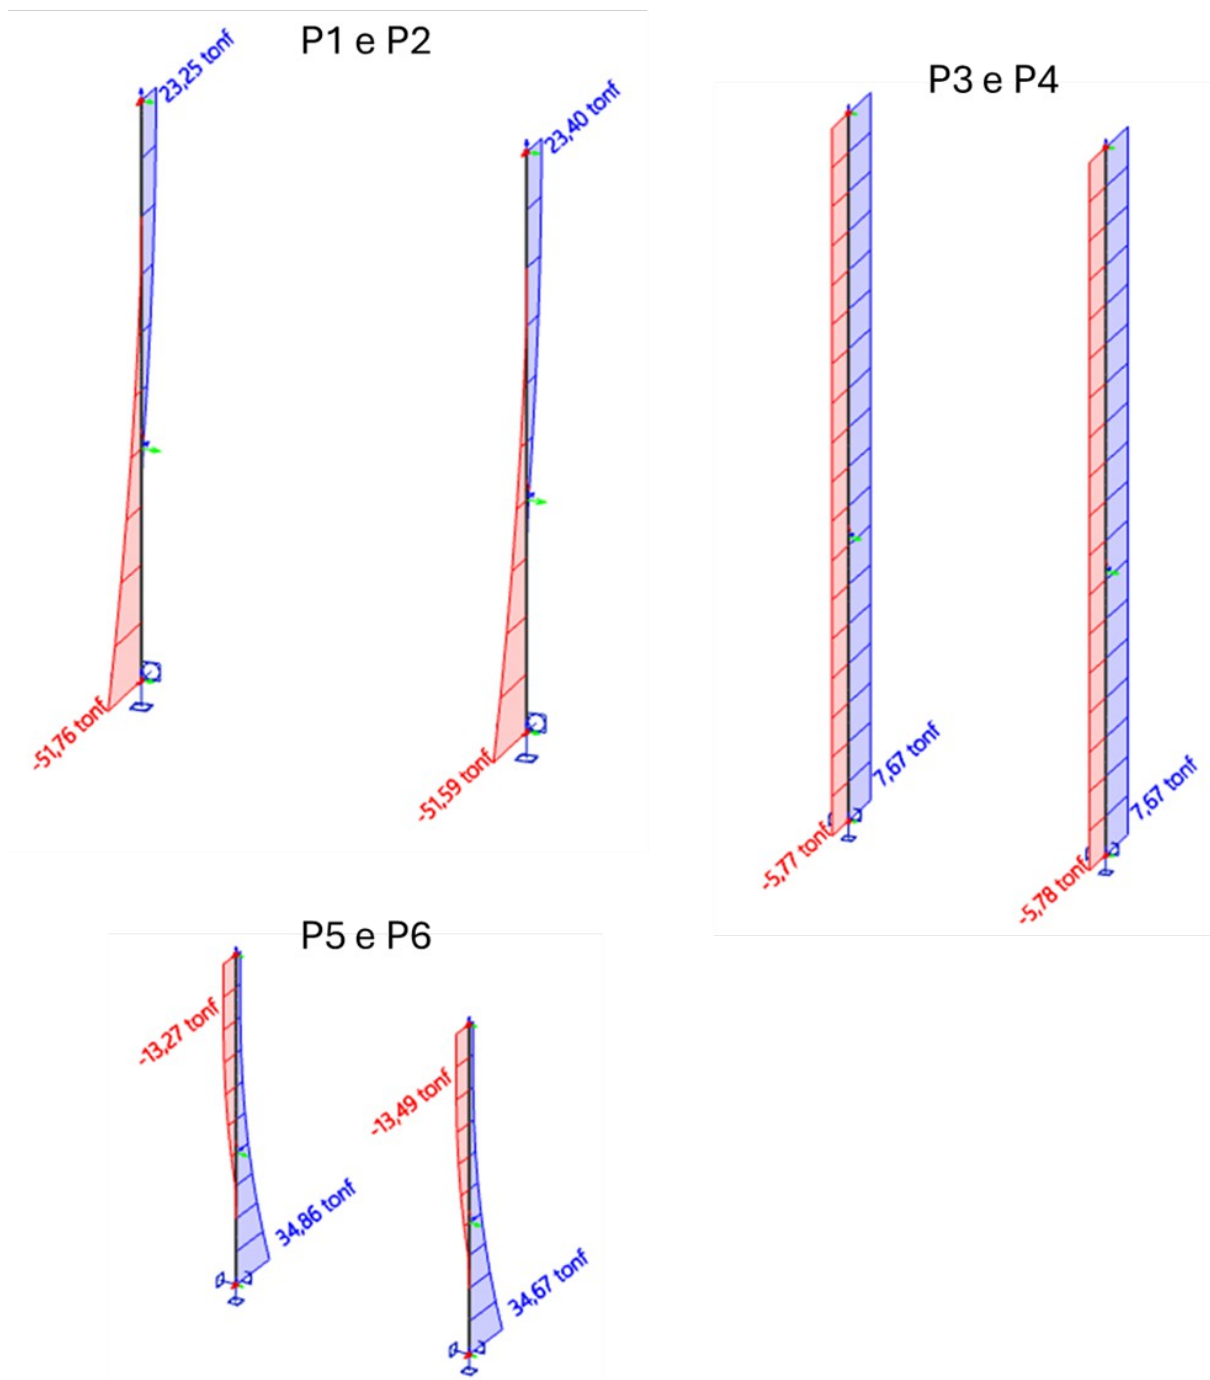 P1 e P2
23,25 tonf
23,40 tonf
-51,76 tonf
-51,59 tonf
P3 e P4
7,67 tonf
7,67 tonf
-5,77 tonf
-5,78 tonf
P5 e P6
-13,27 tonf
-13,49 tonf
34,86 tonf
34,67 tonf